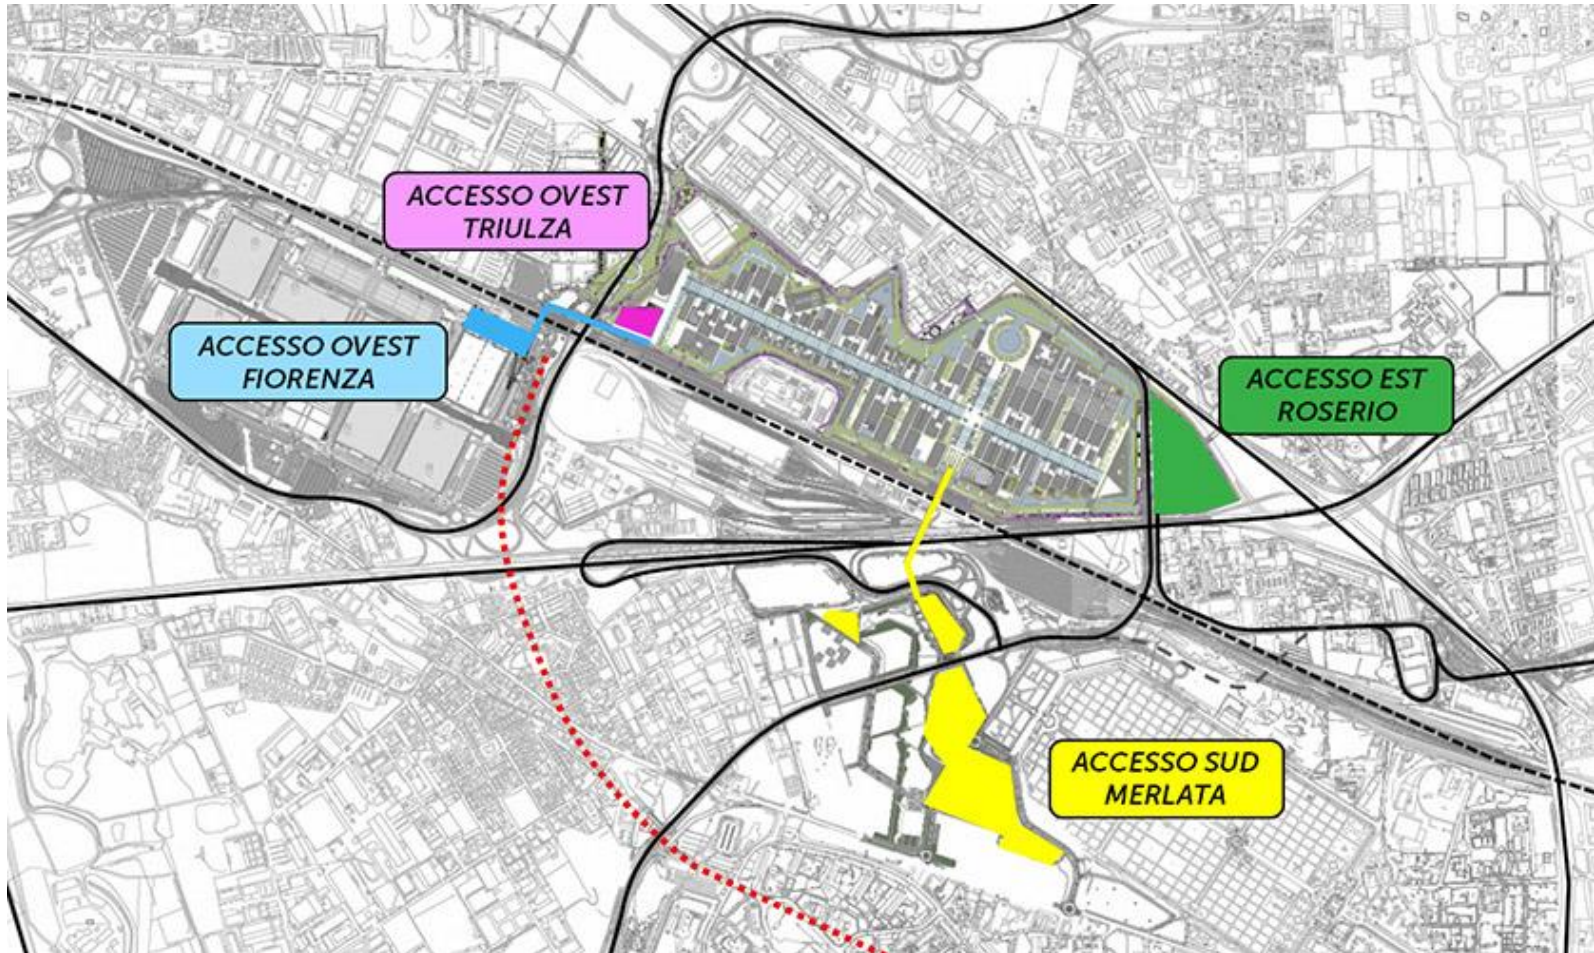 ACCESSO OVEST
TRIULZA
ACCESSO OVEST
FIORENZA
ACCESSO EST
ROSERIO
ACCESSO SUD
MERLATA